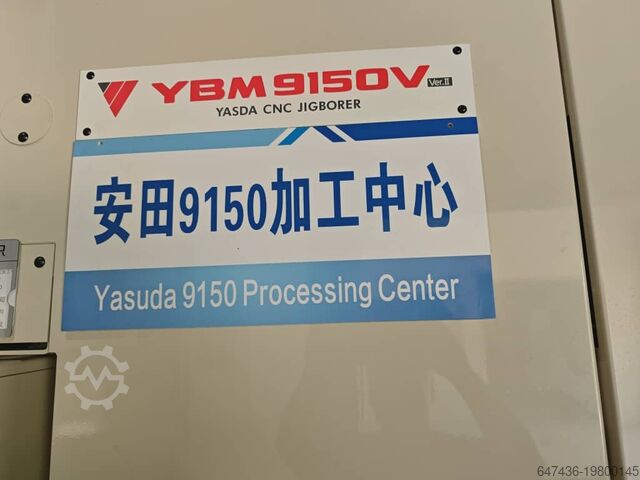 YBM 9150V Ver.II
YASDA CNC JIGBORER
安田9150加工中心
Yasuda 9150 Processing Center
R
647436-19800145